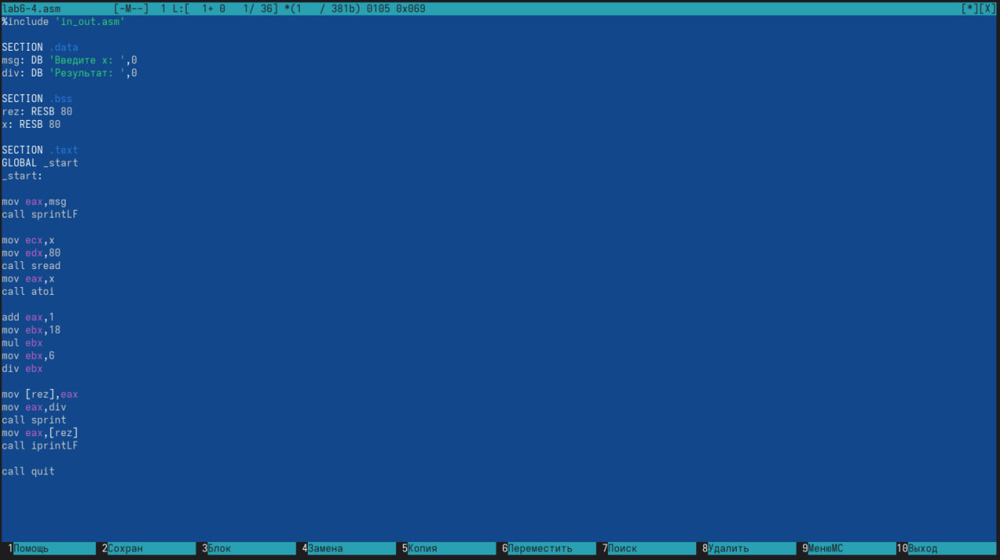 lab6-4.asm [-M--] 1 L:[ 1+ 0 1/ 36] *(1 / 381b) 0105 0x069 [*][X]
%include 'in_out.asm'
SECTION .data
msg: DB 'Введите x: ',0
div: DB 'Результат: ',0
SECTION .bss
rez: RESB 80
x: RESB 80
SECTION .text
GLOBAL _start
_start:
mov eax,msg
call sprintLF
mov ecx,x
mov edx,80
call sread
mov eax,x
call atoi
add eax,1
mov ebx,18
mul ebx
mov ebx,6
div ebx
mov [rez],eax
mov eax,div
call sprint
mov eax,[rez]
call iprintLF
call quit
1Помощь 2Сохран 3Блок 4Замена 5Копия 6Переместить 7Поиск 8Удалить 9МенюMC 10Выход